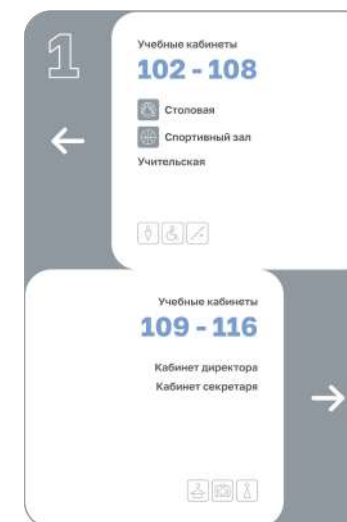 1
Учебные кабинеты
102 - 108
Столовая
Спортивный зал
Учительская
Учебные кабинеты
109 - 116
Кабинет директора
Кабинет секретаря